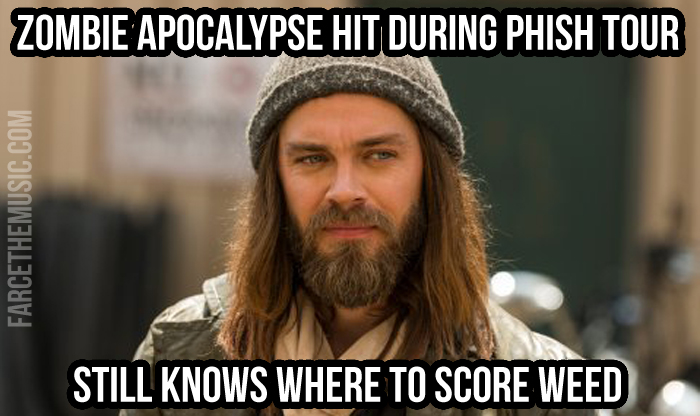 ZOMBIE APOCALYPSE HIT DURING PHISH TOUR
FARCETHEMUSIC.COM
STILL KNOWS WHERE TO SCORE WEED